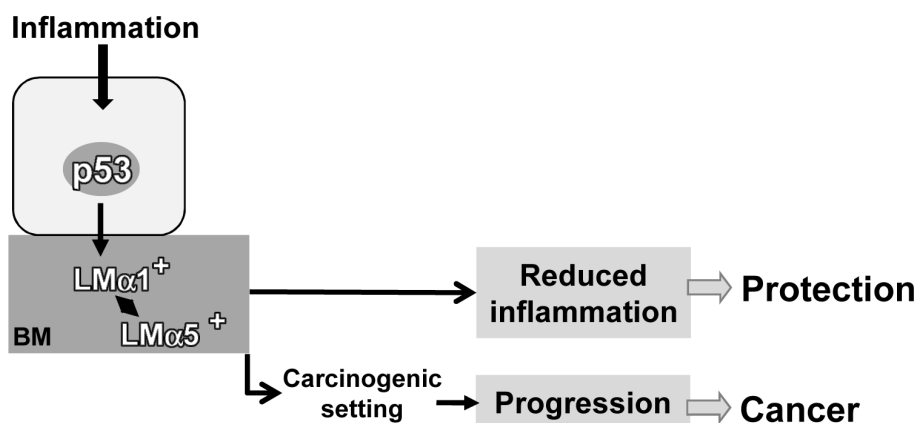 Inflammation
p53
LMα1+
LMα5 +
BM
Reduced
inflammation
Protection
Carcinogenic
setting
Progression
Cancer